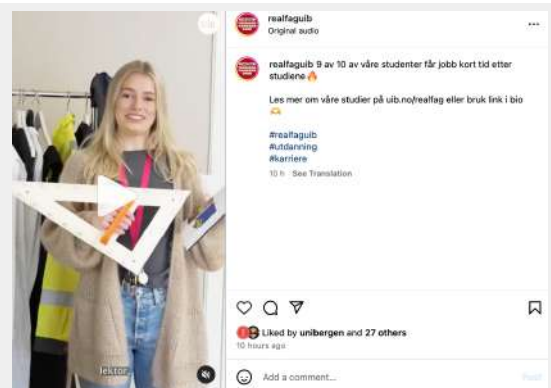 realfaguib
Original audio
realfaguib 9 av 10 av våre studenter får jobb kort tid etter
studiene🔥
Les mer om våre studier på uib.no/realfag eller bruk link i bio
🫶
#realfaguib
#utdanning
#karriere
10 h See Translation
lektor
Liked by unibergen and 27 others
10 hours ago
Add a comment...
Post